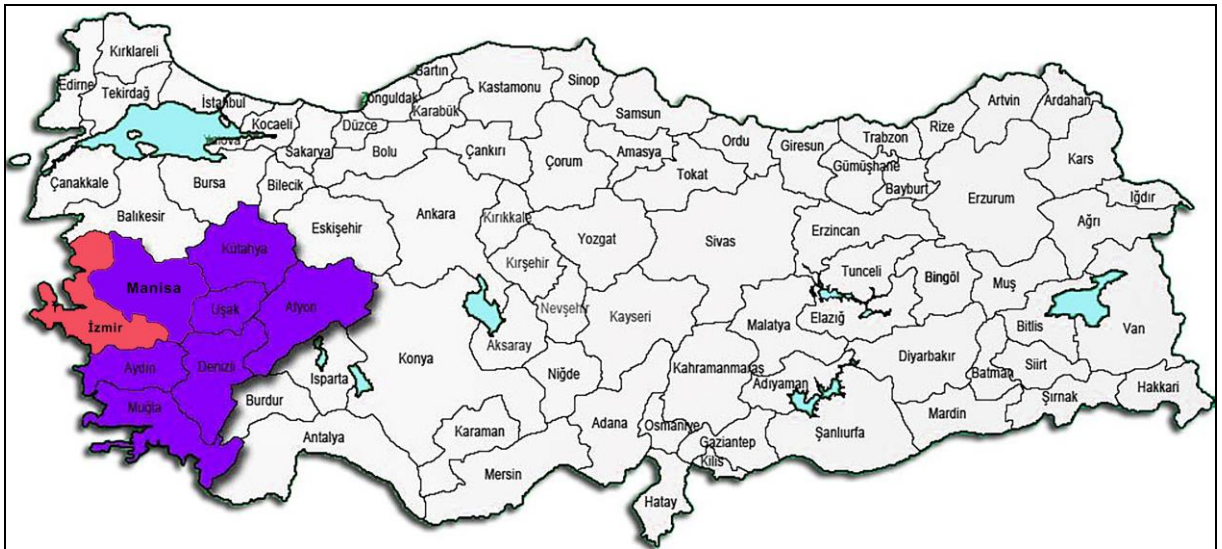 Kırklareli
Edirne
Tekirdağ
İstanbul
Kocaeli
Yalova
Sakarya
Düzce
Zonguldak
Bartın
Karabük
Kastamonu
Sinop
Samsun
Ordu
Giresun
Trabzon
Rize
Artvin
Ardahan
Kars
Iğdır
Ağrı
Erzurum
Bayburt
Gümüşhane
Tokat
Amasya
Çorum
Çankırı
Bolu
Bilecik
Bursa
Çanakkale
Balıkesir
Eskişehir
Ankara
Kırıkkale
Yozgat
Sivas
Erzincan
Tunceli
Bingöl
Muş
Van
Bitlis
Elazığ
Malatya
Kayseri
Nevşehir
Kırşehir
Kütahya
Manisa
Uşak
Afyon
İzmir
Aydın
Denizli
Muğla
Isparta
Burdur
Antalya
Konya
Aksaray
Niğde
Karaman
Mersin
Adana
Kahramanmaraş
Osmaniye
Adıyaman
Gaziantep
Kilis
Hatay
Şanlıurfa
Diyarbakır
Mardin
Batman
Siirt
Şırnak
Hakkari